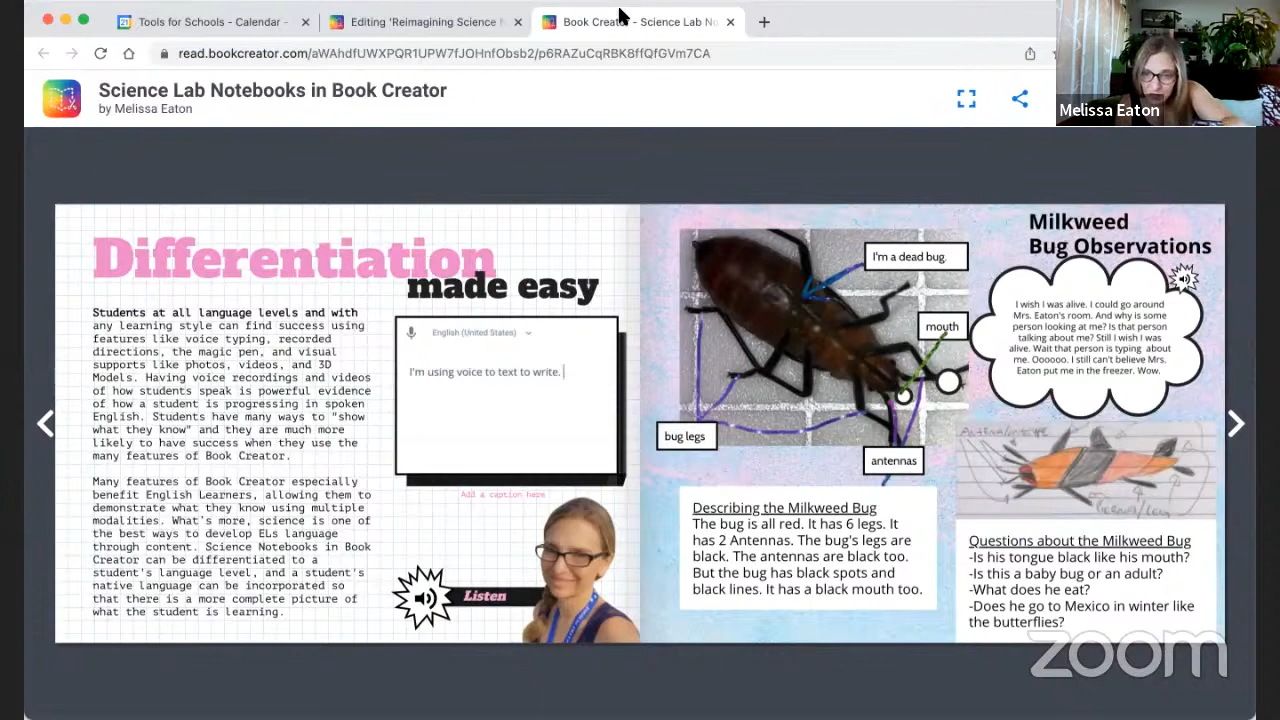 Tools for Schools - Calendar -
Editing 'Reimagining Science
Book Creator - Science Lab No
read.bookcreator.com/aWAhdfUWXPQR1UPW7fJOHnfObsb2/p6RAZuCqRBK8ffQfGVm7CA
Science Lab Notebooks in Book Creator
by Melissa Eaton
Melissa Eaton
Differentiation
made easy
Students at all language levels and with
any learning style can find success using
features like voice typing, recorded
directions, the magic pen, and visual
supports like photos, videos, and 3D
Models. Having voice recordings and videos
of how students speak is powerful evidence
of how a student is progressing in spoken
English. Students have many ways to "show
what they know" and they are much more
likely to have success when they use the
many features of Book Creator.
Many features of Book Creator especially
benefit English Learners, allowing them to
demonstrate what they know using multiple
modalities. What's more, science is one of
the best ways to develop ELs language
through content. Science Notebooks in Book
Creator can be differentiated to a
student's language level, and a student's
native language can be incorporated so
that there is a more complete picture of
what the student is learning.
English (United States)
I'm using voice to text to write.
Add a caption here
Listen
Milkweed
Bug Observations
I'm a dead bug.
mouth
bug legs
antennas
I wish I was alive. I could go around
Mrs. Eaton's room. And why is some
person looking at me? Is that person
talking about me? Still I wish I was
alive. Wait that person is typing about
me. Oooooo. I still can't believe Mrs.
Eaton put me in the freezer. Wow.
Describing the Milkweed Bug
The bug is all red. It has 6 legs. It
has 2 Antennas. The bug's legs are
black. The antennas are black too.
But the bug has black spots and
black lines. It has a black mouth too.
Questions about the Milkweed Bug
-Is his tongue black like his mouth?
-Is this a baby bug or an adult?
-What does he eat?
-Does he go to Mexico in winter like
the butterflies?
zoom